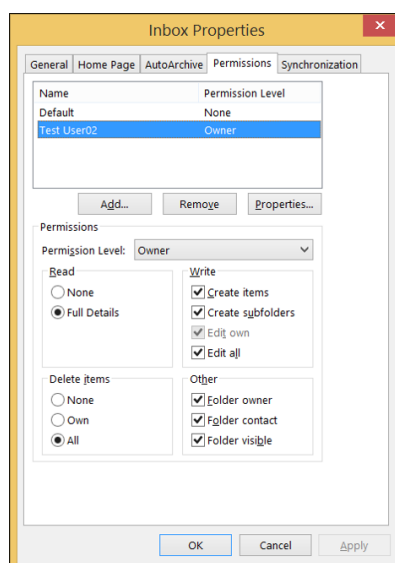 Inbox Properties
General Home Page AutoArchive Permissions Synchronization
Name Permission Level
Default None
Test User02 Owner
Add... Remove Properties...
Permissions
Permission Level: Owner
Read Write
None Create items
Full Details Create subfolders
Edit own
Edit all
Delete items Other
None Folder owner
Own Folder contact
All Folder visible
OK Cancel Apply